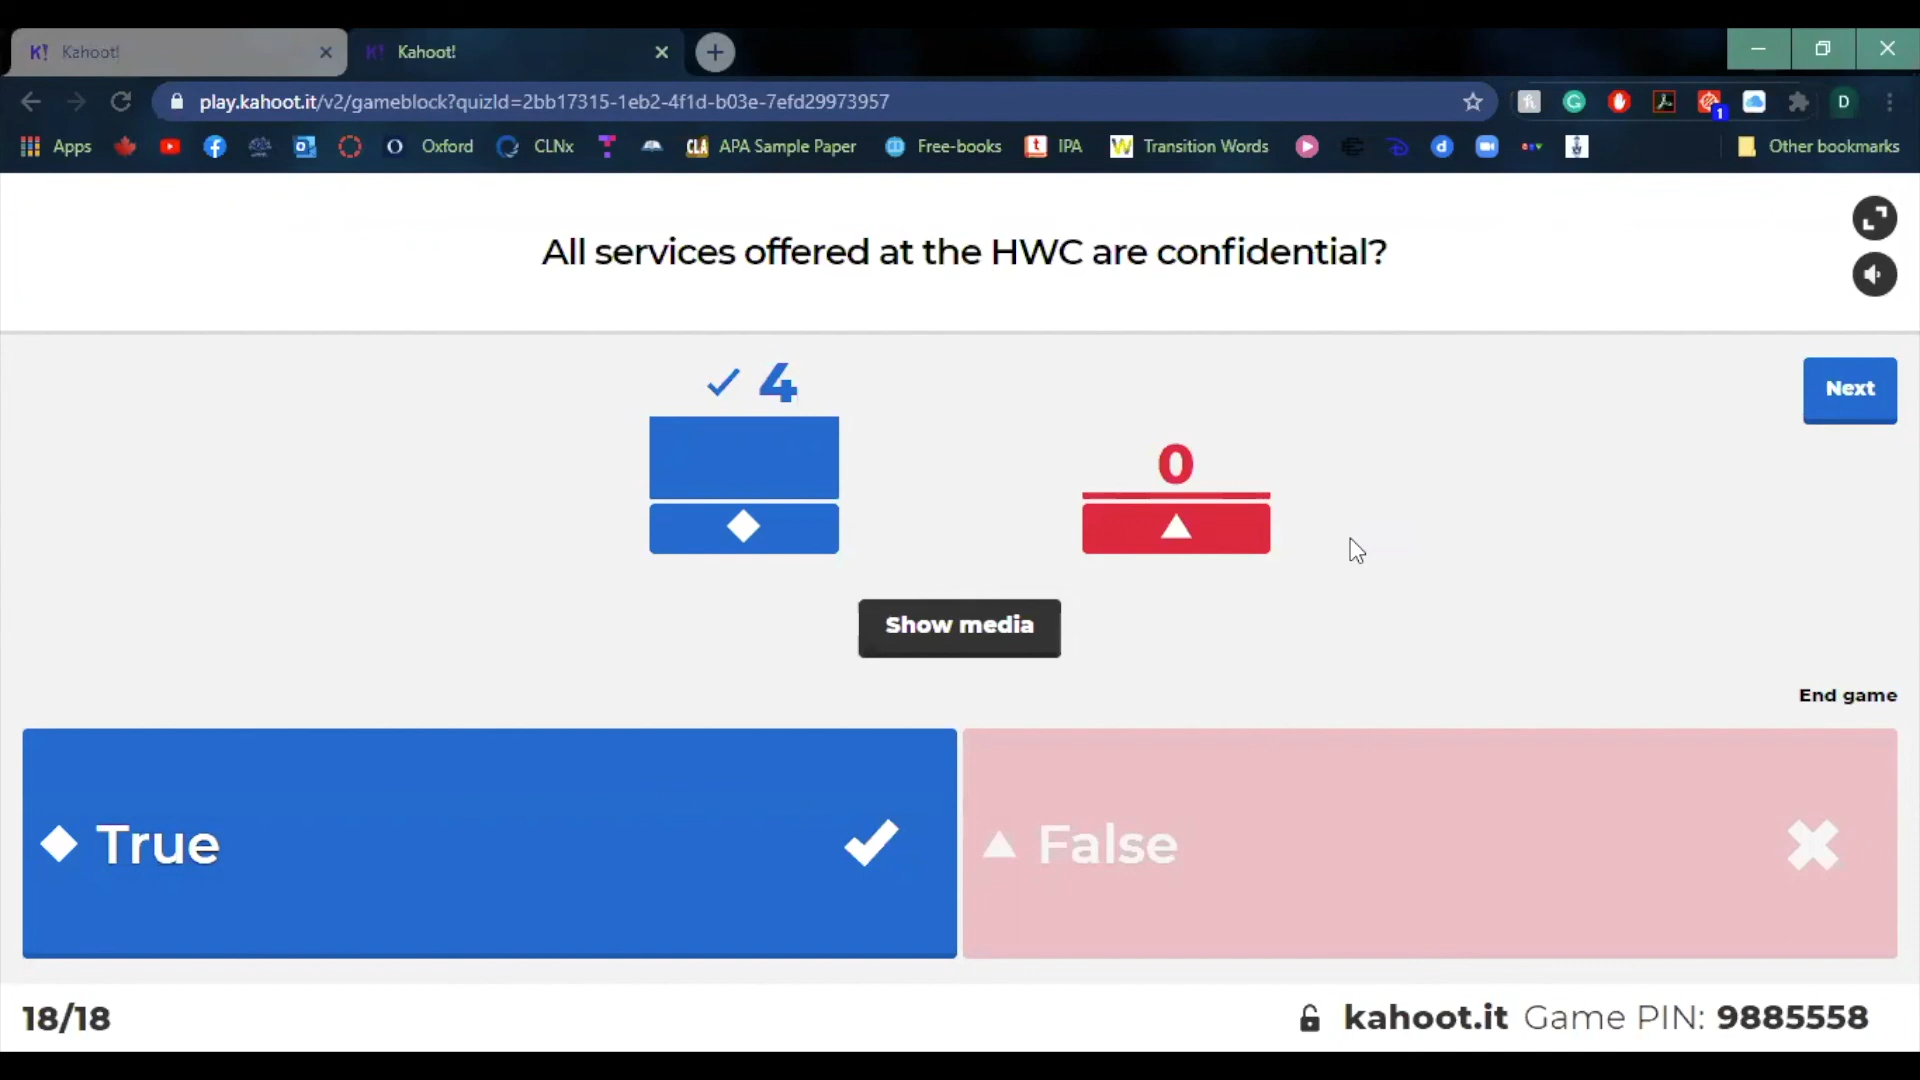 K! Kahoot!
K! Kahoot!
play.kahoot.it/v2/gameblock?quizId=2bb17315-1eb2-4f1d-b03e-7efd29973957
1
D
Apps
O Oxford
CLNx
CLA APA Sample Paper
Free-books
t IPA
W Transition Words
d
Other bookmarks
All services offered at the HWC are confidential?
4
Next
0
Show media
End game
True
False
18/18
kahoot.it Game PIN: 9885558